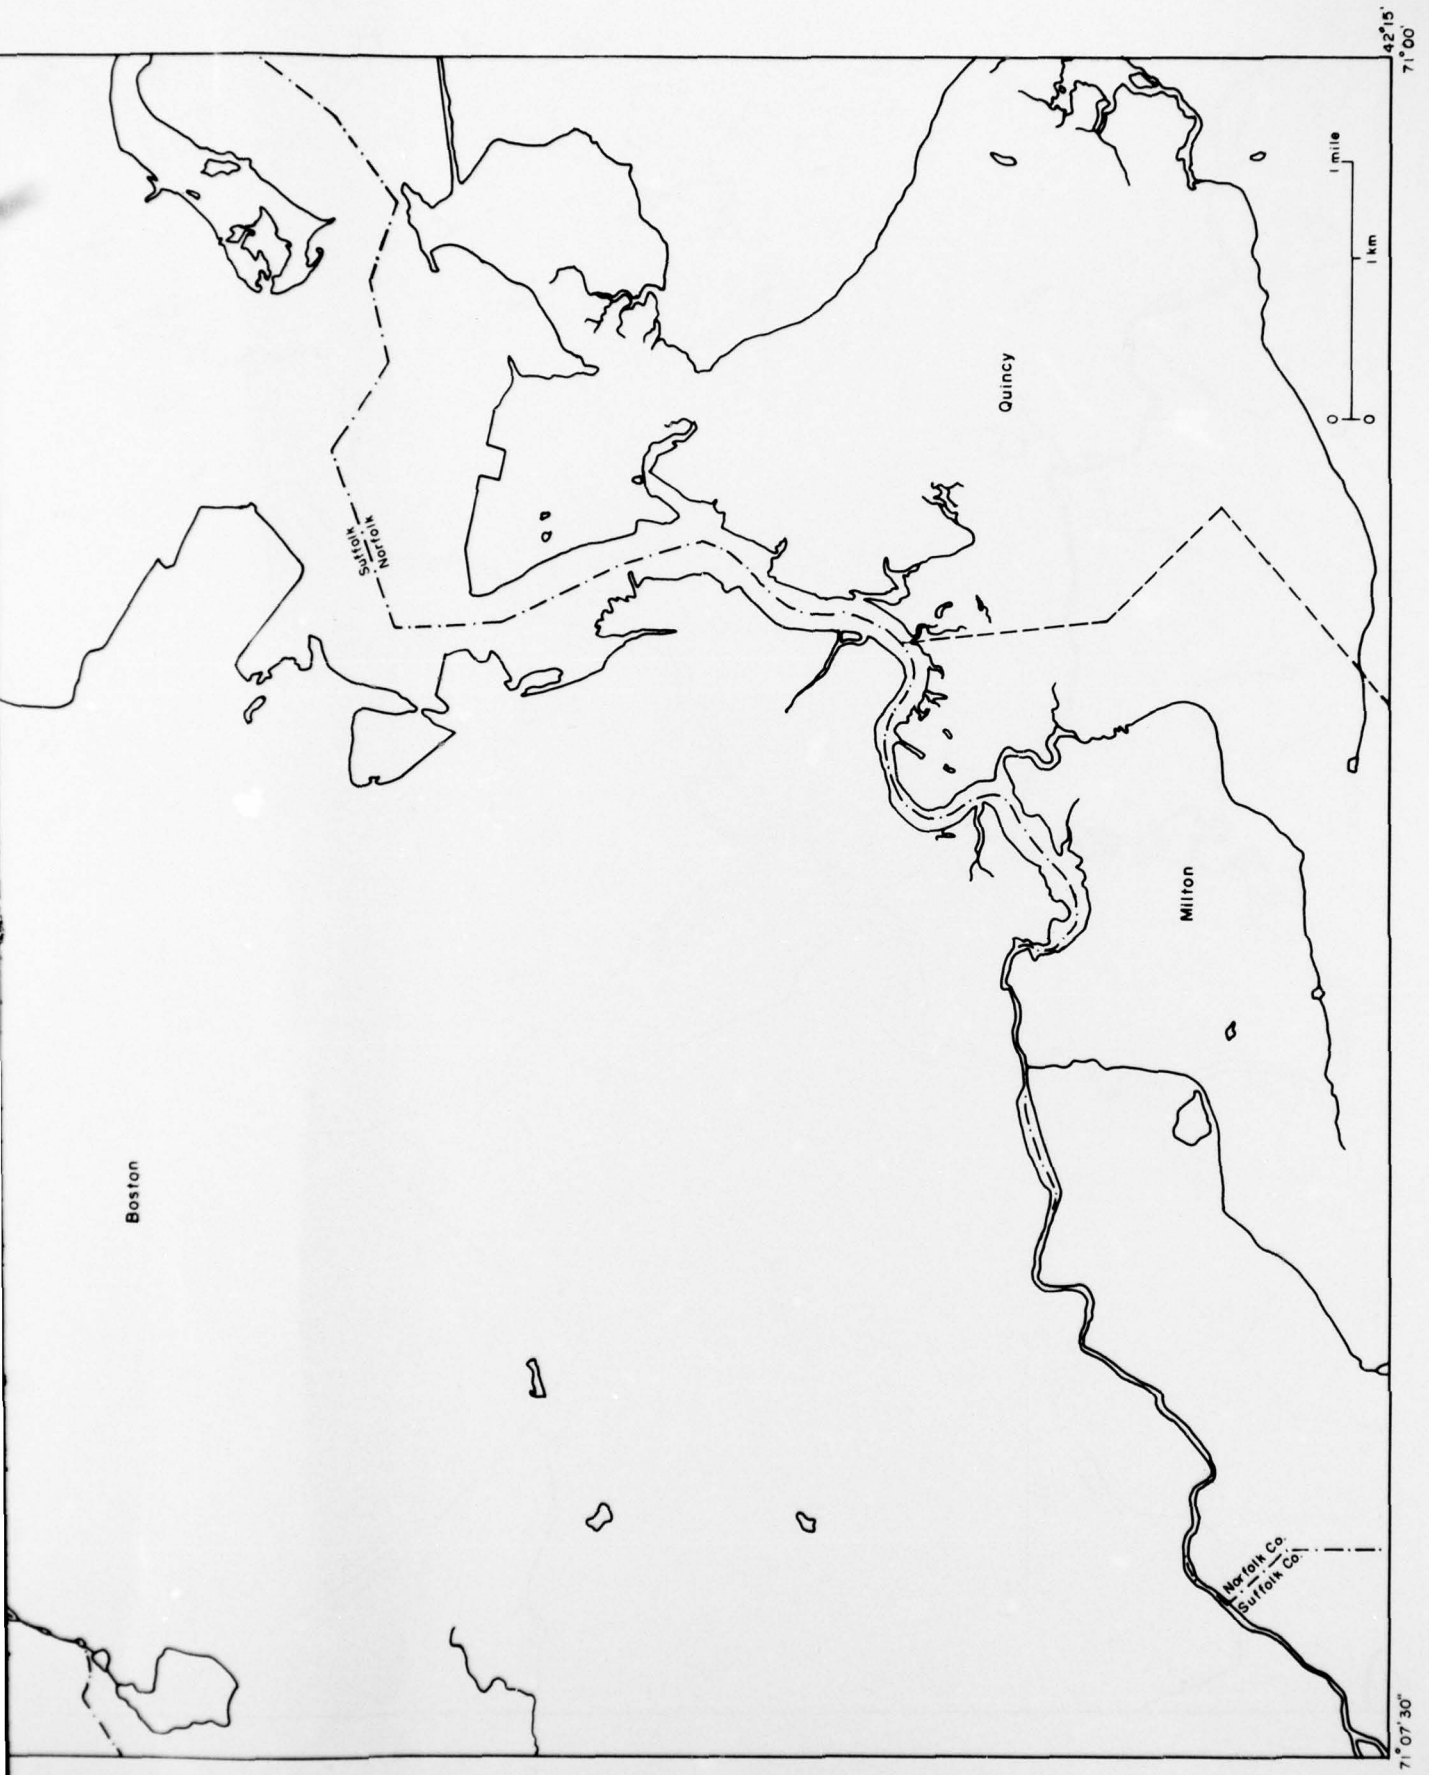 Boston
Suffolk
Norfolk
Quincy
Milton
Norfolk Co.
Suffolk Co.
1 mile
1 km
0
0
42°15'
71°00'
71°07'30"